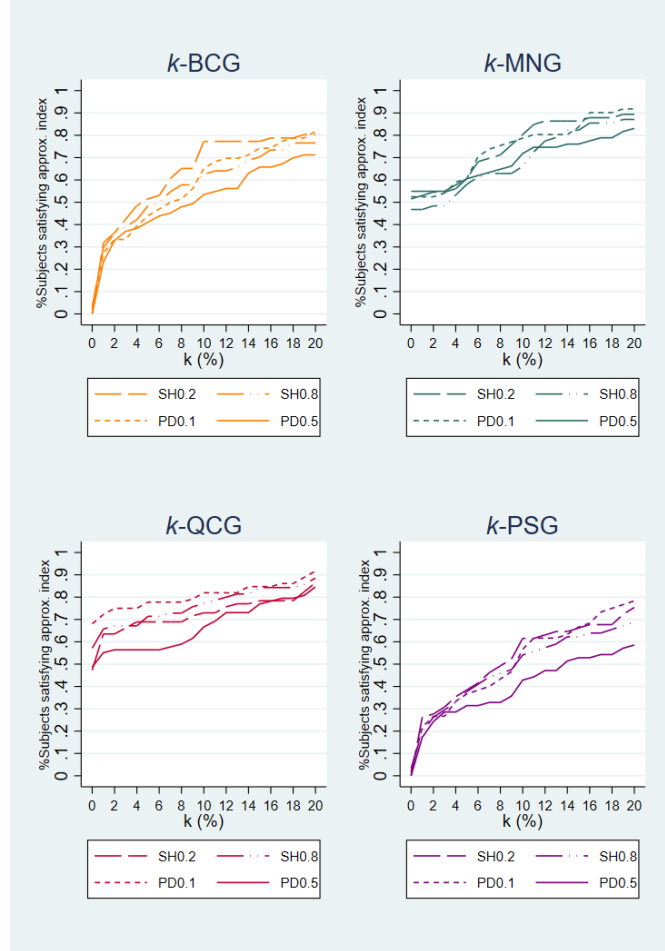 k-BCG
%Subjects satisfying approx. index
1
.9
.8
.7
.6
.5
.4
.3
.2
.1
0
0 2 4 6 8 10 12 14 16 18 20
k (%)
SH0.2 SH0.8
PD0.1 PD0.5
k-MNG
%Subjects satisfying approx. index
1
.9
.8
.7
.6
.5
.4
.3
.2
.1
0
0 2 4 6 8 10 12 14 16 18 20
k (%)
SH0.2 SH0.8
PD0.1 PD0.5
k-QCG
%Subjects satisfying approx. index
1
.9
.8
.7
.6
.5
.4
.3
.2
.1
0
0 2 4 6 8 10 12 14 16 18 20
k (%)
SH0.2 SH0.8
PD0.1 PD0.5
k-PSG
%Subjects satisfying approx. index
1
.9
.8
.7
.6
.5
.4
.3
.2
.1
0
0 2 4 6 8 10 12 14 16 18 20
k (%)
SH0.2 SH0.8
PD0.1 PD0.5